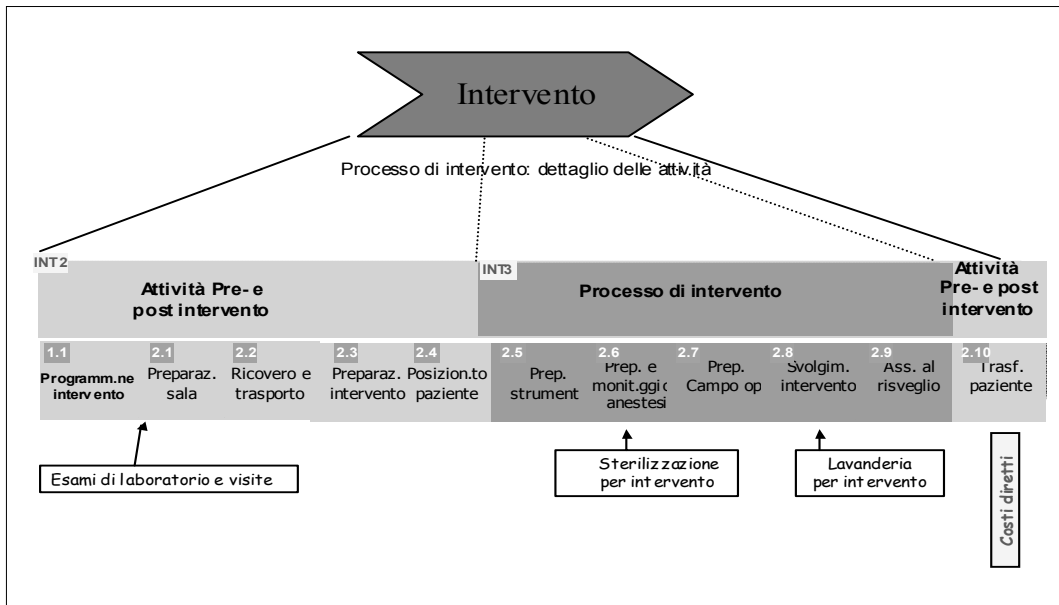 Intervento
Processo di intervento: dettaglio delle attività
INT2
Attività Pre- e
post intervento
INT3
Processo di intervento
Attività
Pre- e post
intervento
1.1
Programm.ne
intervento
2.1
Preparaz.
sala
2.2
Ricovero e
trasporto
2.3
Preparaz.
intervento
2.4
Posizion.to
paziente
2.5
Prep.
strument
2.6
Prep. e
monit.ggio
anestesi
2.7
Prep.
Campo op
2.8
Svolgim.
intervento
2.9
Ass. al
risveglio
2.10
Trasf.
paziente
Esami di laboratorio e visite
Sterilizzazione
per intervento
Lavanderia
per intervento
Costi diretti